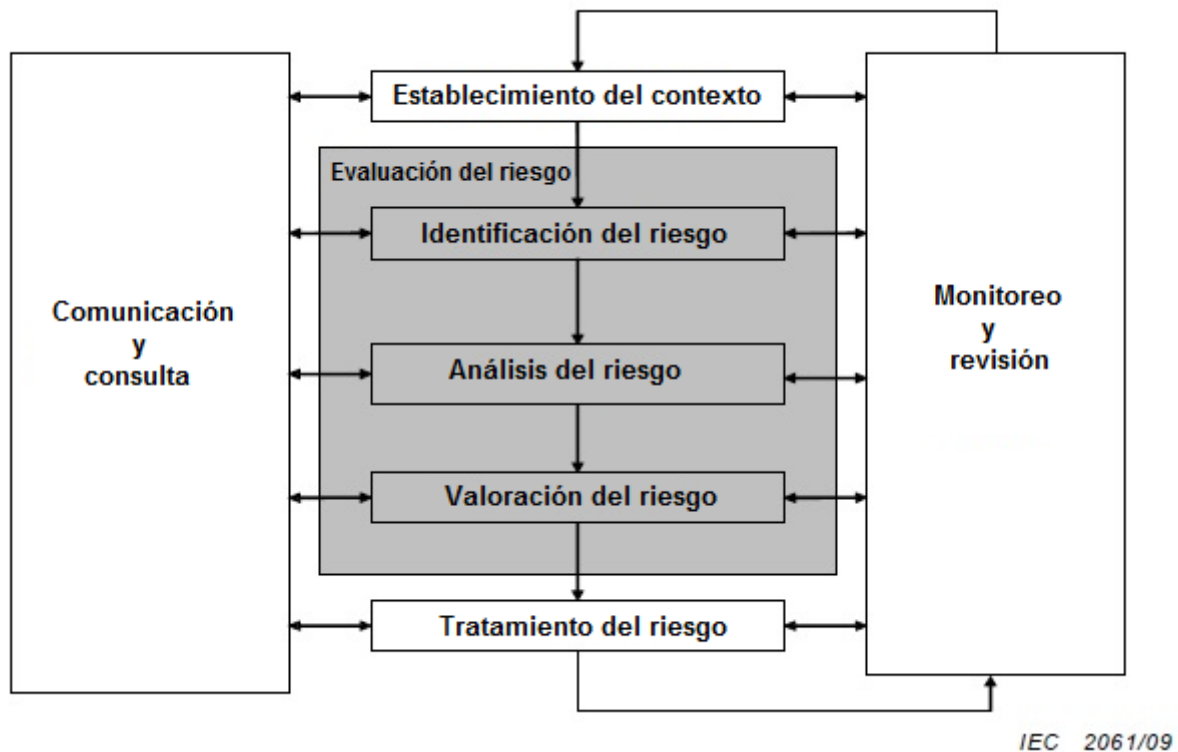 Establecimiento del contexto
Evaluación del riesgo
Identificación del riesgo
Comunicación
y
consulta
Análisis del riesgo
Monitoreo
y
revisión
Valoración del riesgo
Tratamiento del riesgo
IEC 2061/09